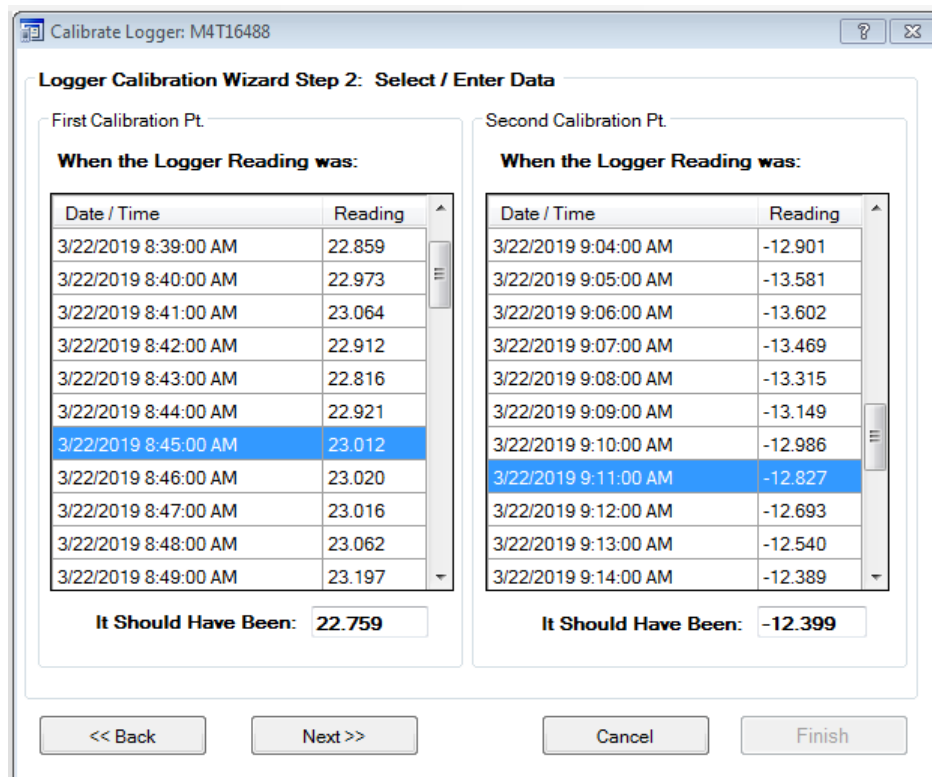 Calibrate Logger: M4T16488
Logger Calibration Wizard Step 2: Select / Enter Data
First Calibration Pt.
When the Logger Reading was:
Date / Time Reading
3/22/2019 8:39:00 AM 22.859
3/22/2019 8:40:00 AM 22.973
3/22/2019 8:41:00 AM 23.064
3/22/2019 8:42:00 AM 22.912
3/22/2019 8:43:00 AM 22.816
3/22/2019 8:44:00 AM 22.921
3/22/2019 8:45:00 AM 23.012
3/22/2019 8:46:00 AM 23.020
3/22/2019 8:47:00 AM 23.016
3/22/2019 8:48:00 AM 23.062
3/22/2019 8:49:00 AM 23.197
It Should Have Been: 22.759
Second Calibration Pt.
When the Logger Reading was:
Date / Time Reading
3/22/2019 9:04:00 AM -12.901
3/22/2019 9:05:00 AM -13.581
3/22/2019 9:06:00 AM -13.602
3/22/2019 9:07:00 AM -13.469
3/22/2019 9:08:00 AM -13.315
3/22/2019 9:09:00 AM -13.149
3/22/2019 9:10:00 AM -12.986
3/22/2019 9:11:00 AM -12.827
3/22/2019 9:12:00 AM -12.693
3/22/2019 9:13:00 AM -12.540
3/22/2019 9:14:00 AM -12.389
It Should Have Been: -12.399
<< Back Next >> Cancel Finish